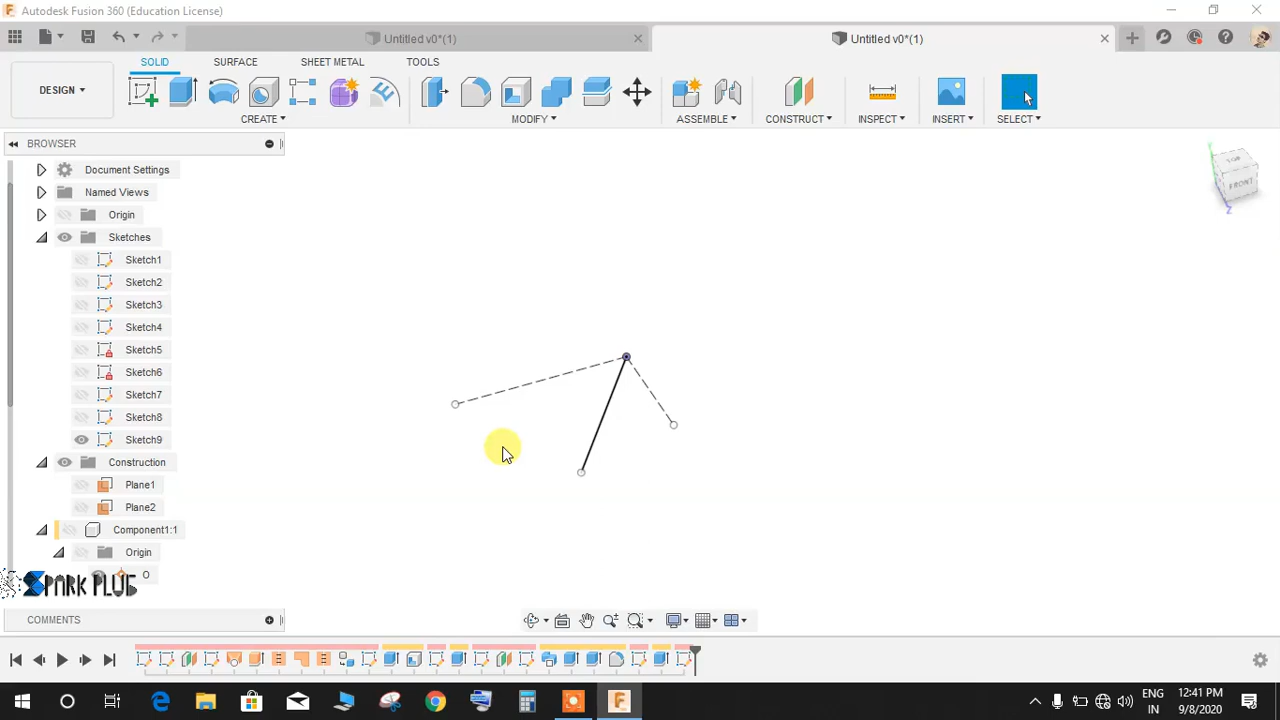 Autodesk Fusion 360 (Education License)
Untitled v0*(1)
Untitled v0*(1)
SOLID SURFACE SHEET METAL TOOLS
DESIGN
CREATE MODIFY ASSEMBLE CONSTRUCT INSPECT INSERT SELECT
BROWSER
Document Settings
Named Views
Origin
Sketches
Sketch1
Sketch2
Sketch3
Sketch4
Sketch5
Sketch6
Sketch7
Sketch8
Sketch9
Construction
Plane1
Plane2
Component1:1
Origin
O
SPARK PLUG
COMMENTS
TOP
FRONT
Y
Z
ENG
IN
12:41 PM
9/8/2020